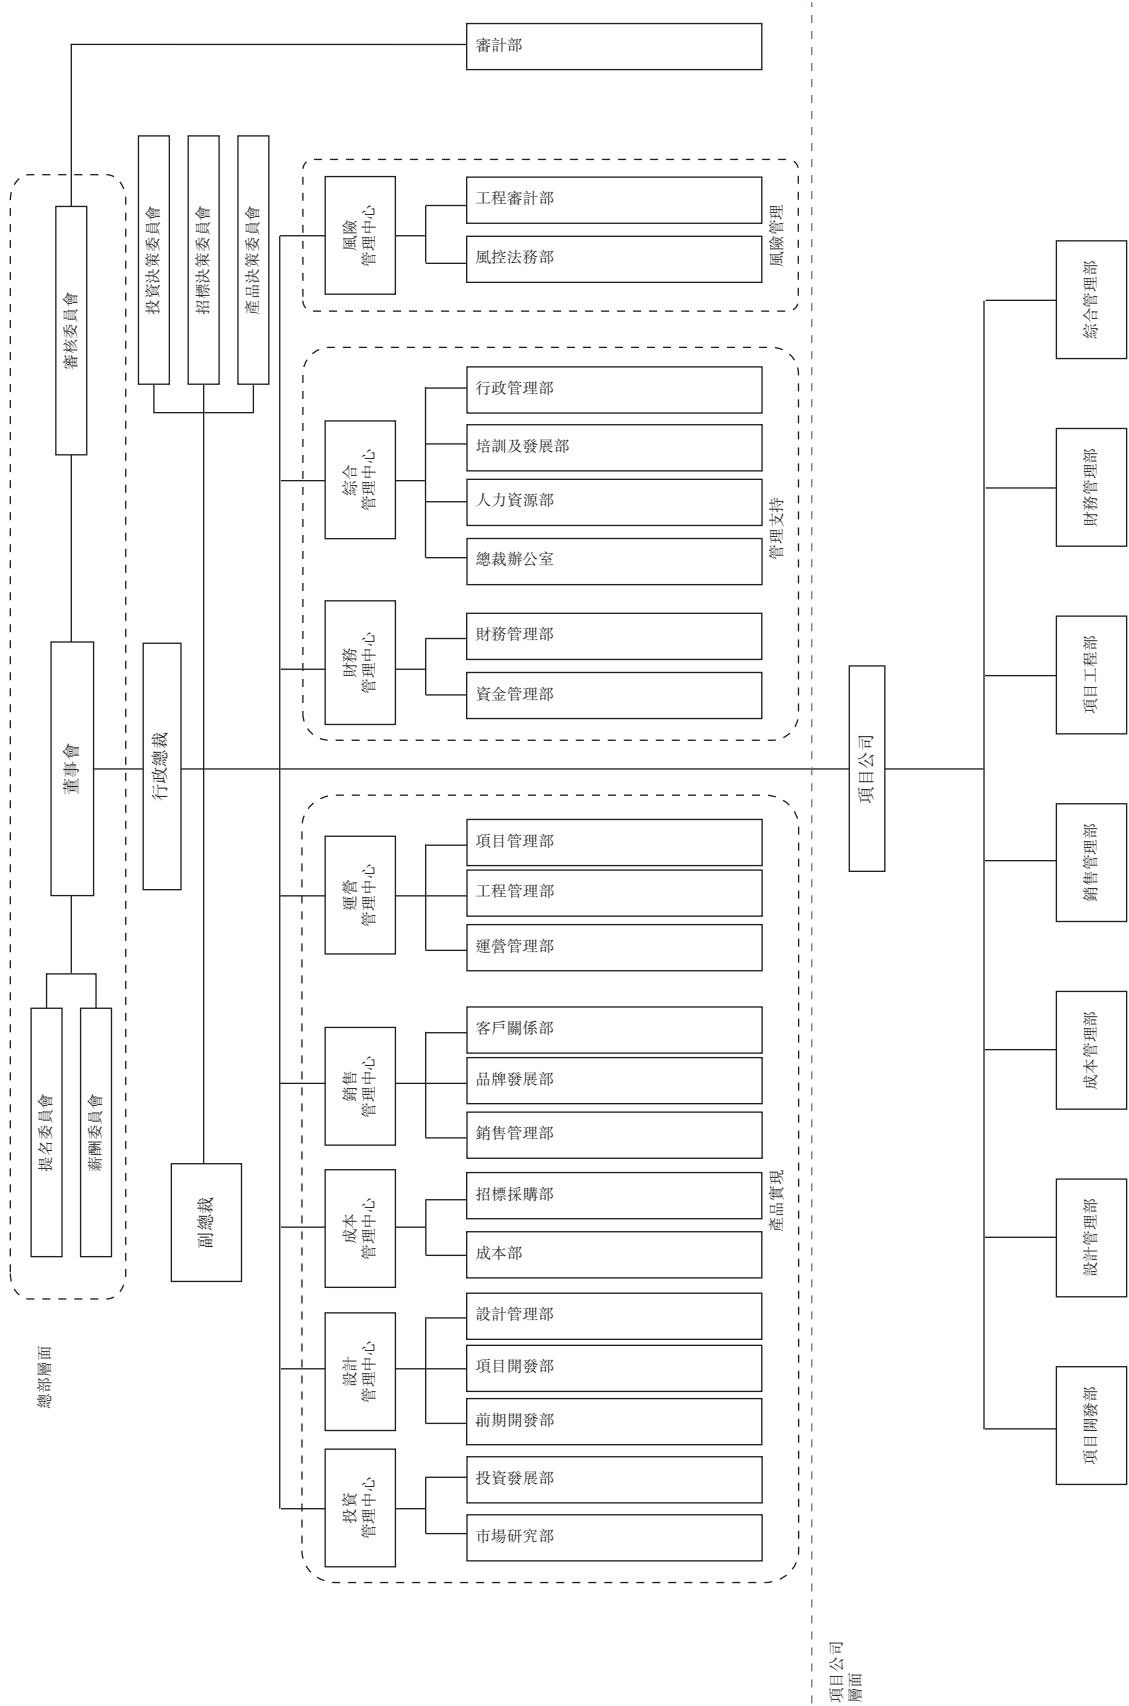 總部層面
提名委員會
薪酬委員會
董事會
審核委員會
審計部
行政總裁
副總裁
投資決策委員會
招標決策委員會
產品決策委員會
投資
管理中心
市場研究部
投資發展部
設計
管理中心
前期開發部
項目開發部
設計管理部
成本
管理中心
成本部
招標採購部
銷售
管理中心
銷售管理部
品牌發展部
客戶關係部
運營
管理中心
運營管理部
工程管理部
項目管理部
產品實現
財務
管理中心
資金管理部
財務管理部
綜合
管理中心
總裁辦公室
人力資源部
培訓及發展部
行政管理部
管理支持
風險
管理中心
風控法務部
工程審計部
風險管理
項目公司
層面
項目公司
項目開發部
設計管理部
成本管理部
銷售管理部
項目工程部
財務管理部
綜合管理部